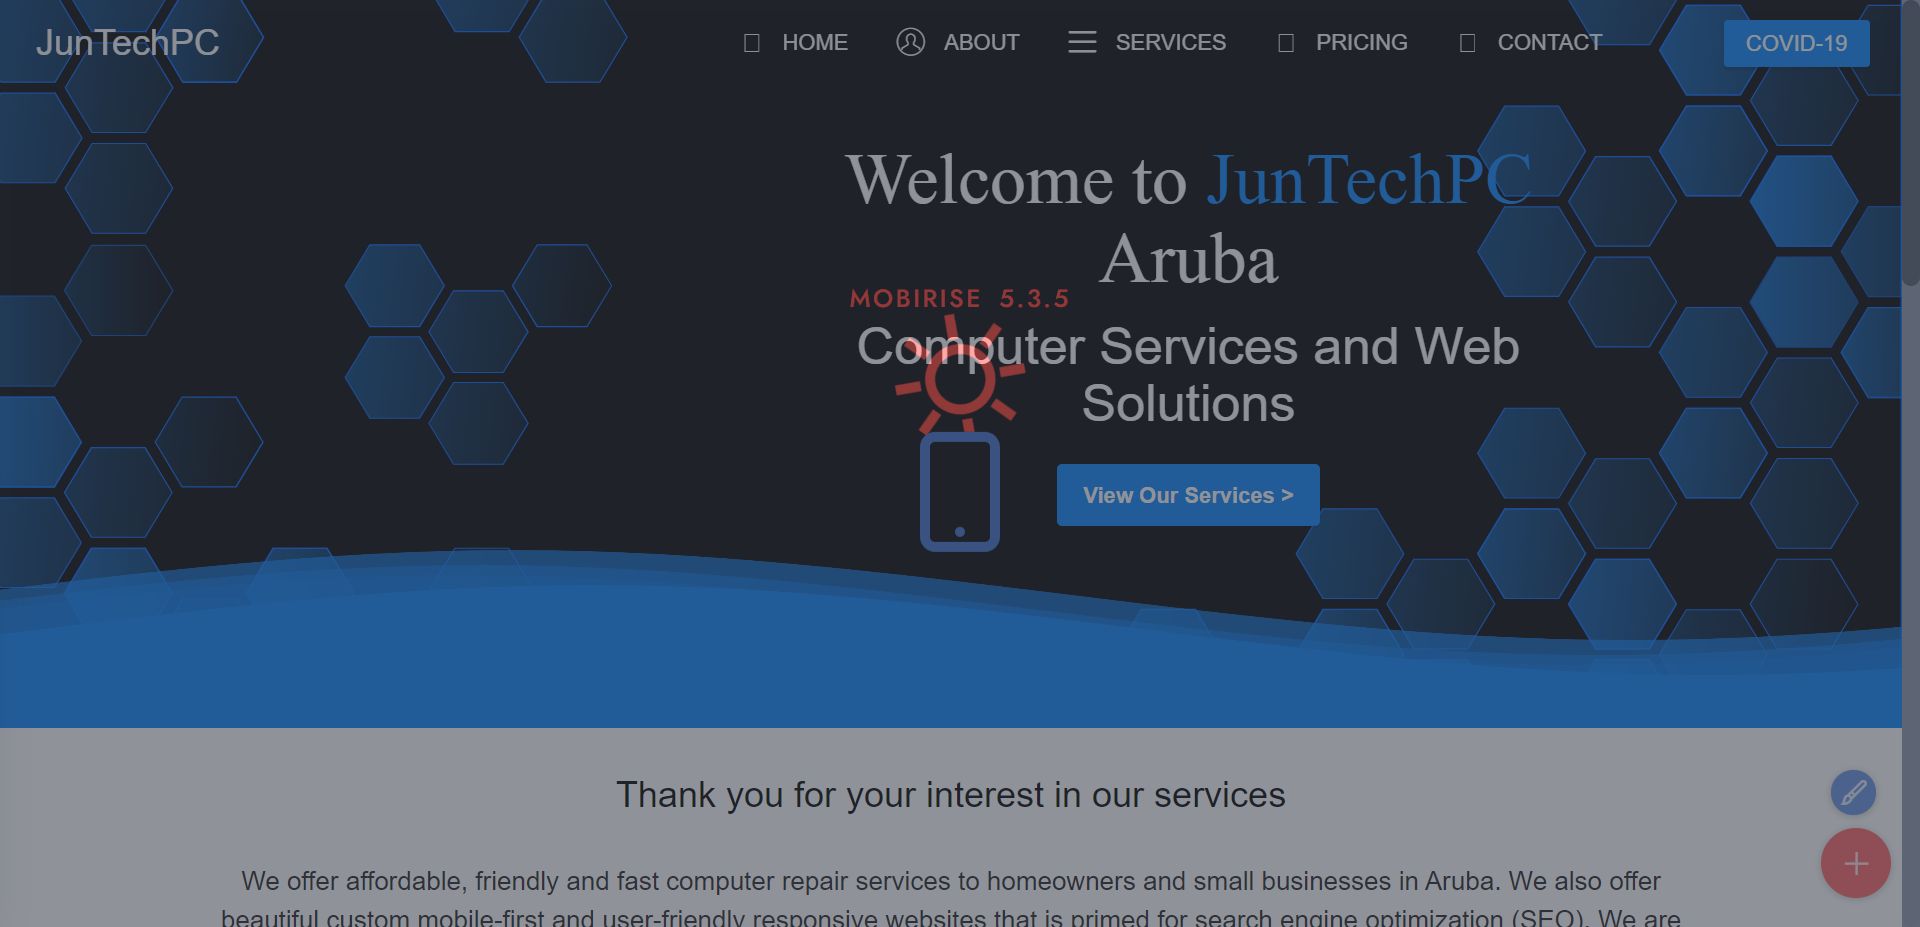 JunTechPC
HOME
ABOUT
SERVICES
PRICING
CONTACT
COVID-19
Welcome to JunTechPC
Aruba
MOBIRISE 5.3.5
Computer Services and Web
Solutions
View Our Services >
Thank you for your interest in our services
We offer affordable, friendly and fast computer repair services to homeowners and small businesses in Aruba. We also offer
beautiful custom mobile-first and user-friendly responsive websites that is primed for search engine optimization (SEO). We are